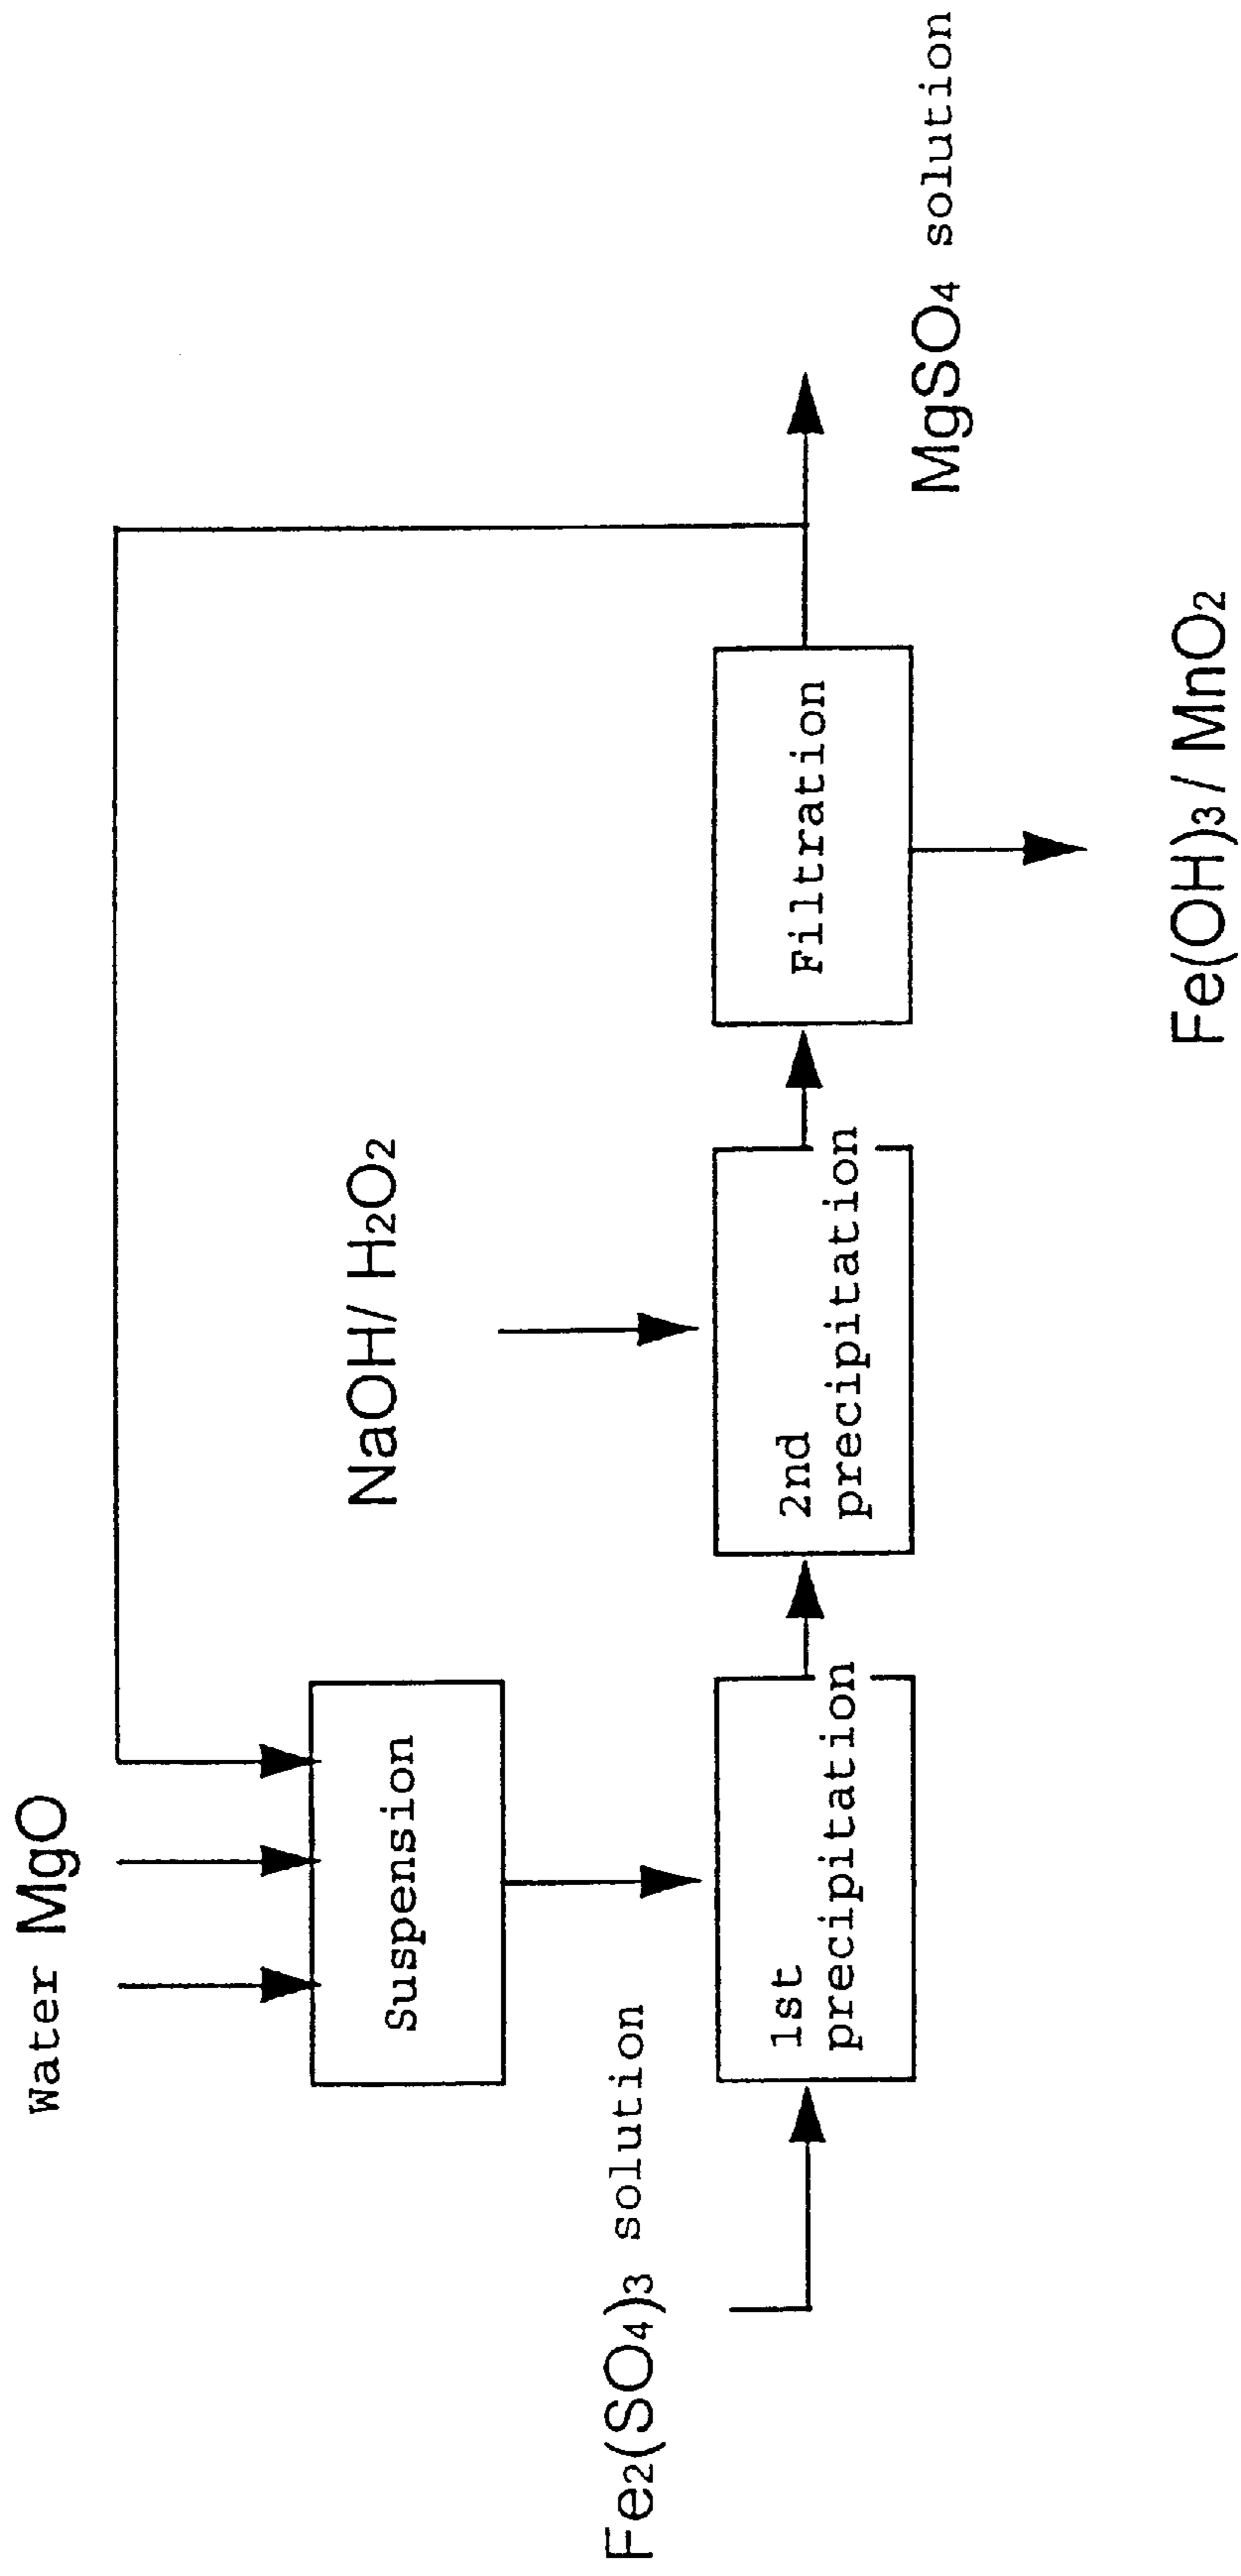 Water MgO
Suspension
NaOH/ H2O2
Fe2(SO4)3 solution
1st
precipitation
2nd
precipitation
Filtration
MgSO4 solution
Fe(OH)3 / MnO2